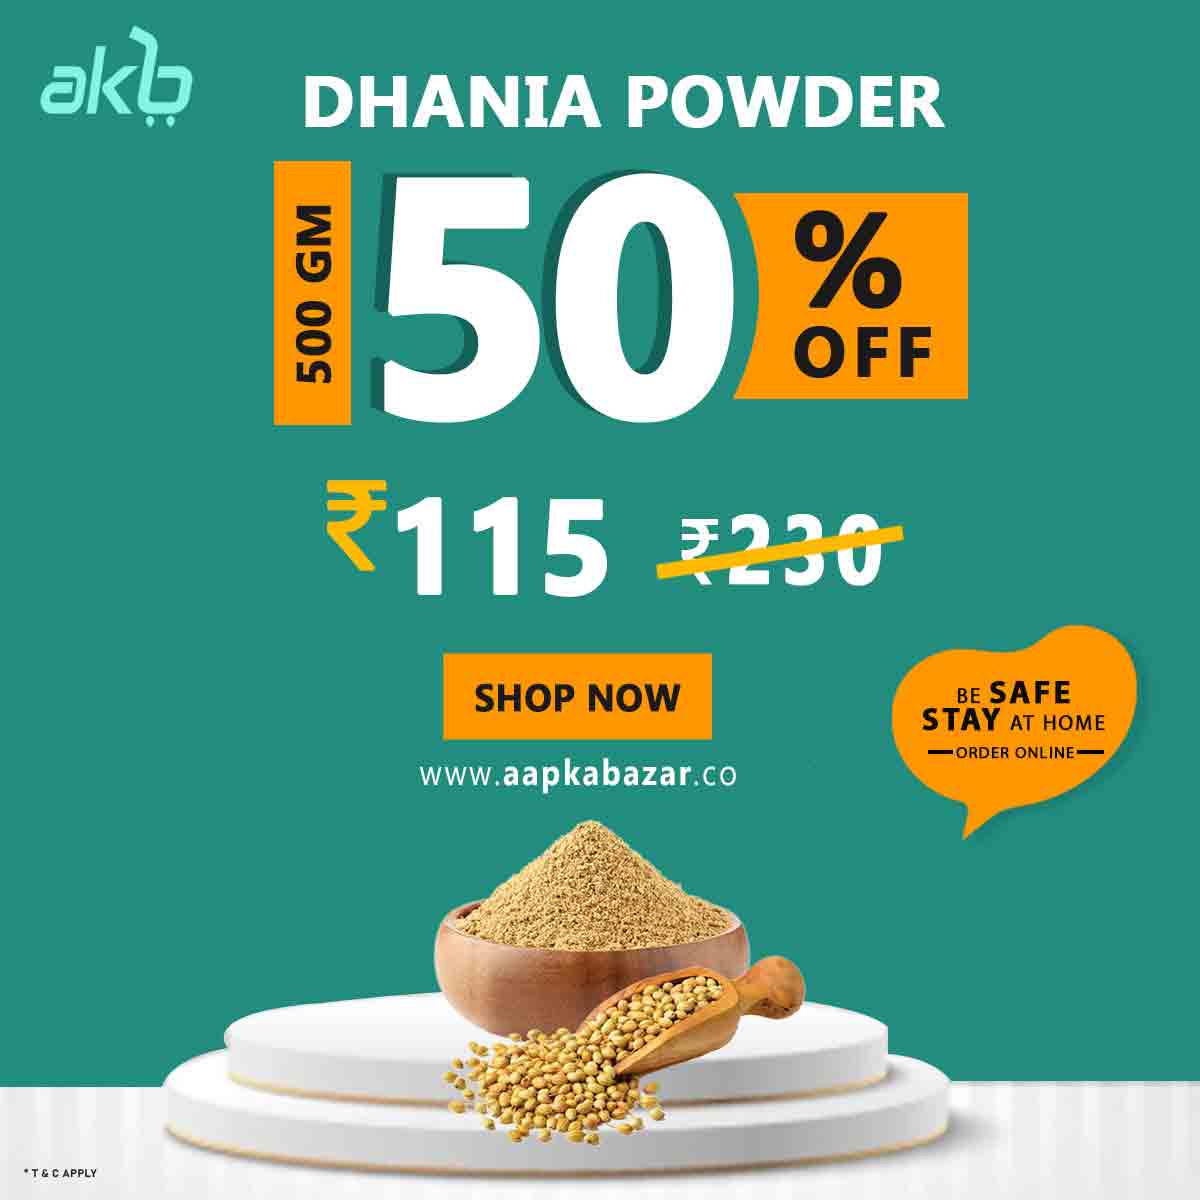 akb
DHANIA POWDER
500 GM
50 % OFF
₹115 ₹230
SHOP NOW
www.aapkabazar.co
BE SAFE
STAY AT HOME
ORDER ONLINE
* T & C APPLY